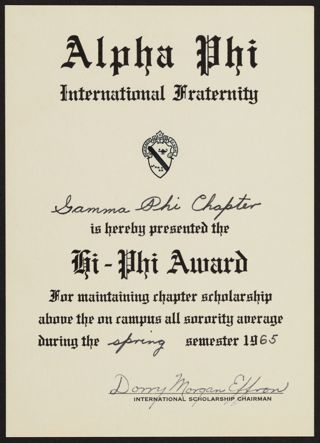 Alpha Phi
International Fraternity
Gamma Phi Chapter
is hereby presented the
Hi-Phi Award
For maintaining chapter scholarship
above the on campus all sorority average
during the spring semester 1965
Dorry Morgan Effron
INTERNATIONAL SCHOLARSHIP CHAIRMAN